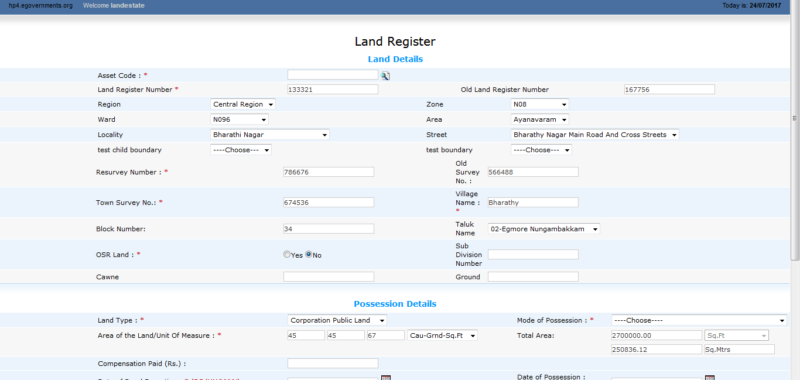 hp4.egovernments.org Welcome landestate Today is: 24/07/2017
Land Register
Land Details
Asset Code : *
Land Register Number * 133321 Old Land Register Number 167756
Region Central Region Zone N08
Ward N096 Area Ayanavaram
Locality Bharathi Nagar Street Bharathy Nagar Main Road And Cross Streets
test child boundary ----Choose--- test boundary ----Choose---
Resurvey Number : * 786676 Old Survey No. : 566488
Town Survey No.: * 674536 Village Name : * Bharathy
Block Number: 34 Taluk Name 02-Egmore Nungambakkam
OSR Land : * Yes No Sub Division Number
Cawne Ground
Possession Details
Land Type : * Corporation Public Land Mode of Possession : * ----Choose----
Area of the Land/Unit Of Measure : * 45 45 67 Cau-Grnd-Sq.Ft Total Area: 2700000.00 Sq.Ft
250836.12 Sq.Mtrs
Compensation Paid (Rs.) :
Date of Possession :